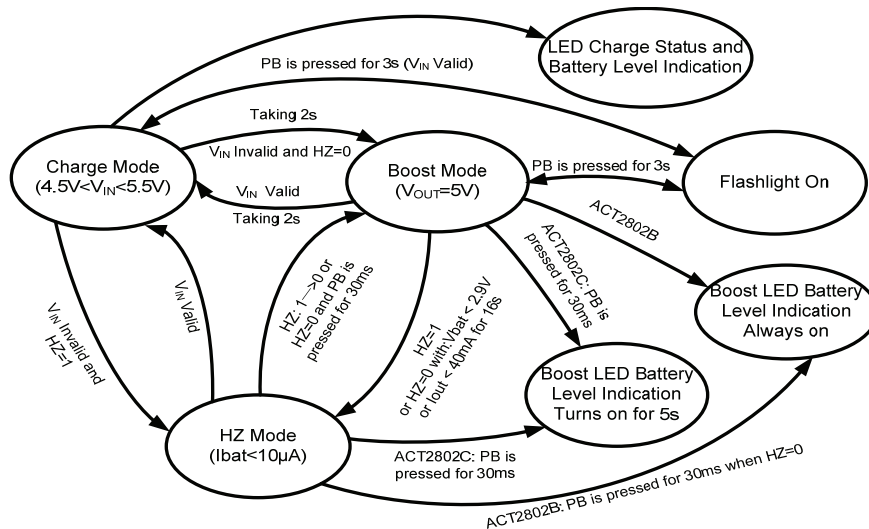 LED Charge Status and
Battery Level Indication
PB is pressed for 3s (VIN Valid)
Taking 2s
VIN Invalid and HZ=0
Charge Mode
(4.5V<VIN<5.5V)
Boost Mode
(VOUT=5V)
PB is pressed for 3s
Flashlight On
VIN Valid
Taking 2s
ACT2802B
ACT2802C: PB is
pressed for 30ms
Boost LED Battery
Level Indication
Always on
VIN Invalid and
HZ=1
VIN Valid
HZ: 1—>0 or
HZ=0 and PB is
pressed for 30ms
HZ=1
or HZ=0 with:Vbat < 2.9V
or Iout < 40mA for 16s
Boost LED Battery
Level Indication
Turns on for 5s
HZ Mode
(Ibat<10µA)
ACT2802C: PB is
pressed for 30ms
ACT2802B: PB is pressed for 30ms when HZ=0